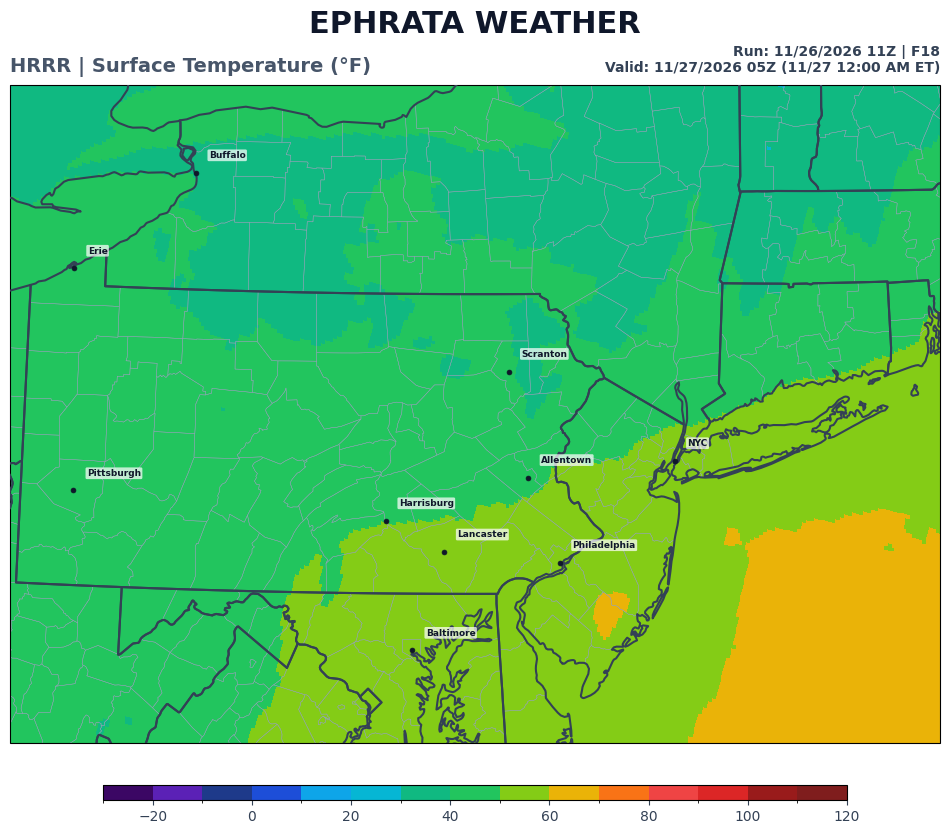 EPHRATA WEATHER
HRRR | Surface Temperature (°F)
Run: 11/26/2026 11Z | F18
Valid: 11/27/2026 05Z (11/27 12:00 AM ET)
Buffalo
Erie
Scranton
NYC
Allentown
Pittsburgh
Harrisburg
Lancaster
Philadelphia
Baltimore
−20 0 20 40 60 80 100 120